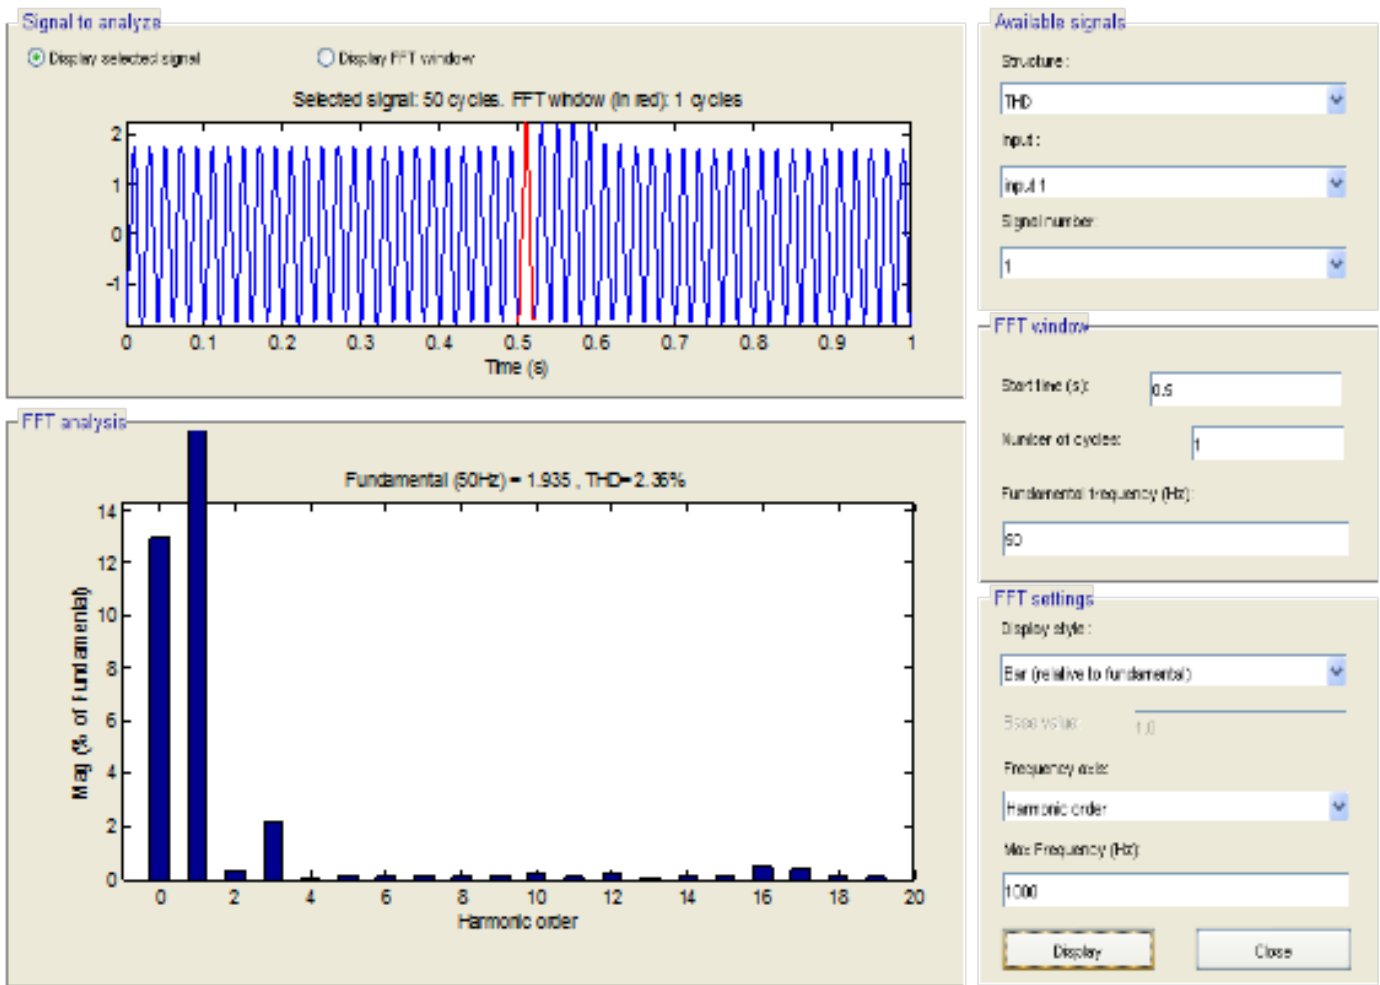 Signal to analyze
Display selected signal
Display FFT window
Selected signal: 50 cycles. FFT window (in red): 1 cycles
2
1
0
-1
0 0.1 0.2 0.3 0.4 0.5 0.6 0.7 0.8 0.9 1
Time (s)
FFT analysis
Fundamental (50Hz) = 1.935 , THD= 2.36%
14
12
10
8
6
4
2
0
Mag (% of Fundamental)
0 2 4 6 8 10 12 14 16 18 20
Harmonic order
Available signals
Structure :
THD
Input :
input 1
Signal number:
1
FFT window
Start time (s):
0.5
Number of cycles:
1
Fundamental frequency (Hz):
50
FFT settings
Display style :
Bar (relative to fundamental)
Base value:
1.0
Frequency axis:
Harmonic order
Max Frequency (Hz):
1000
Display
Close